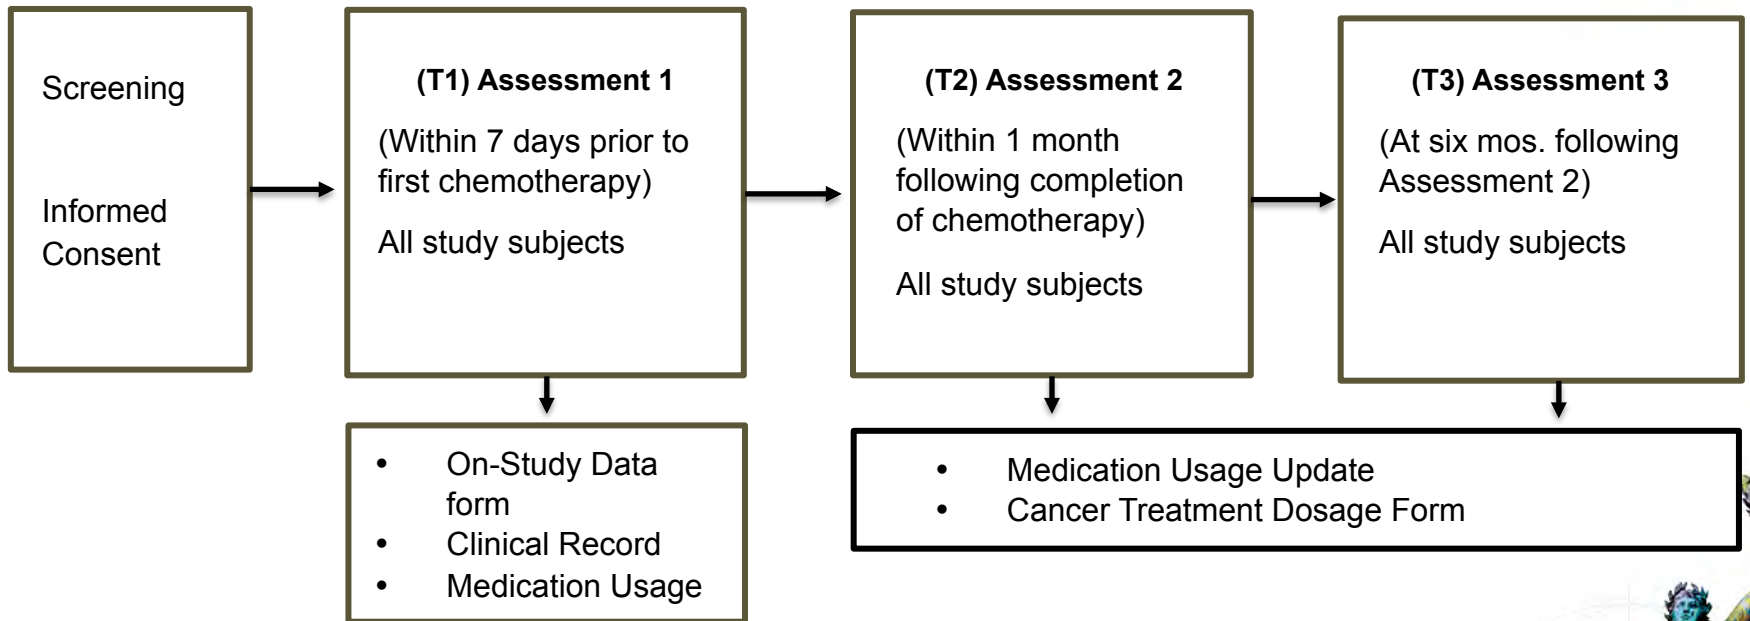 Screening
Informed
Consent
(T1) Assessment 1
(Within 7 days prior to
first chemotherapy)
All study subjects
(T2) Assessment 2
(Within 1 month
following completion
of chemotherapy)
All study subjects
(T3) Assessment 3
(At six mos. following
Assessment 2)
All study subjects
• On-Study Data
form
• Clinical Record
• Medication Usage
• Medication Usage Update
• Cancer Treatment Dosage Form